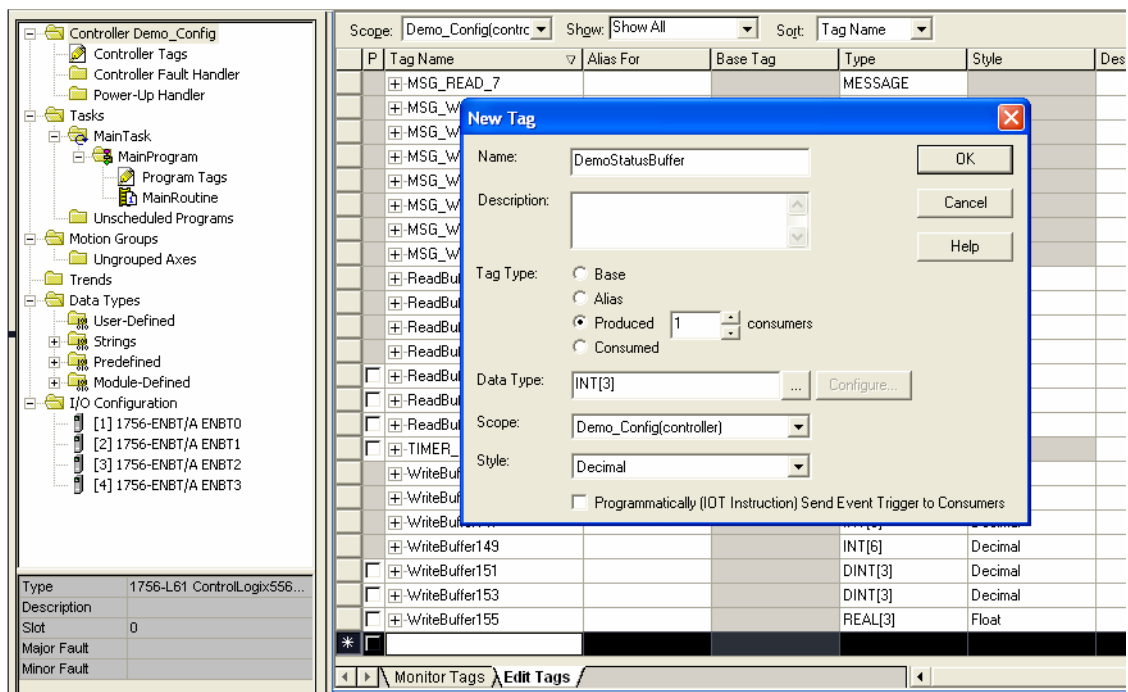 Controller Demo_Config
Controller Tags
Controller Fault Handler
Power-Up Handler
Tasks
MainTask
MainProgram
Program Tags
MainRoutine
Unscheduled Programs
Motion Groups
Ungrouped Axes
Trends
Data Types
User-Defined
Strings
Predefined
Module-Defined
I/O Configuration
[1] 1756-ENBT/A ENBT0
[2] 1756-ENBT/A ENBT1
[3] 1756-ENBT/A ENBT2
[4] 1756-ENBT/A ENBT3
Type 1756-L61 ControlLogix556...
Description
Slot 0
Major Fault
Minor Fault
Scope: Demo_Config(contrc Show: Show All Sort: Tag Name
P Tag Name Alias For Base Tag Type Style Des
MSG_READ_7 MESSAGE
MSG_W
MSG_W
MSG_W
MSG_W
MSG_W
MSG_W
MSG_W
ReadBuf
ReadBuf
ReadBuf
ReadBuf
ReadBuf
ReadBuf
ReadBuf
TIMER_
WriteBuf
WriteBuf
WriteBuffer149 INT[6] Decimal
WriteBuffer151 DINT[3] Decimal
WriteBuffer153 DINT[3] Decimal
WriteBuffer155 REAL[3] Float
Monitor Tags Edit Tags
New Tag
Name: DemoStatusBuffer OK
Description: Cancel
Help
Tag Type: Base
Alias
Produced 1 consumers
Consumed
Data Type: INT[3] ... Configure...
Scope: Demo_Config(controller)
Style: Decimal
Programmatically (IOT Instruction) Send Event Trigger to Consumers